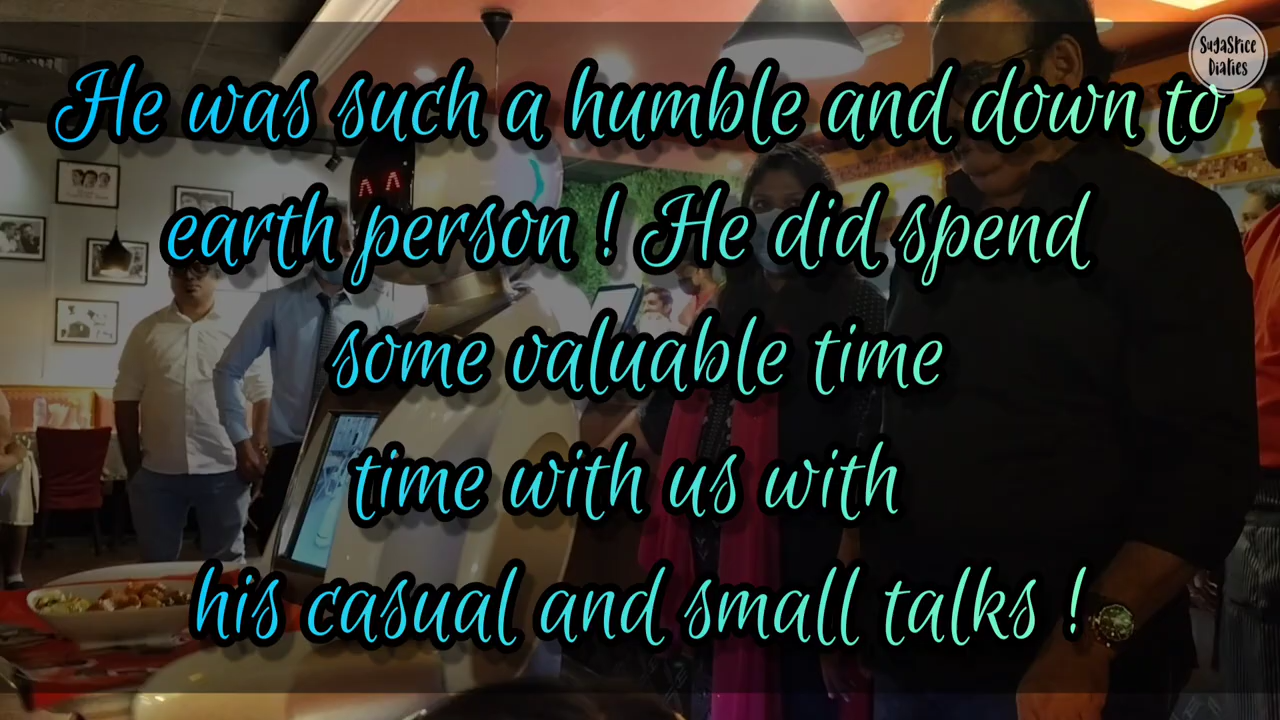 SugaSpice
Diaries
He was such a humble and down to
earth person ! He did spend
some valuable time
time with us with
his casual and small talks !